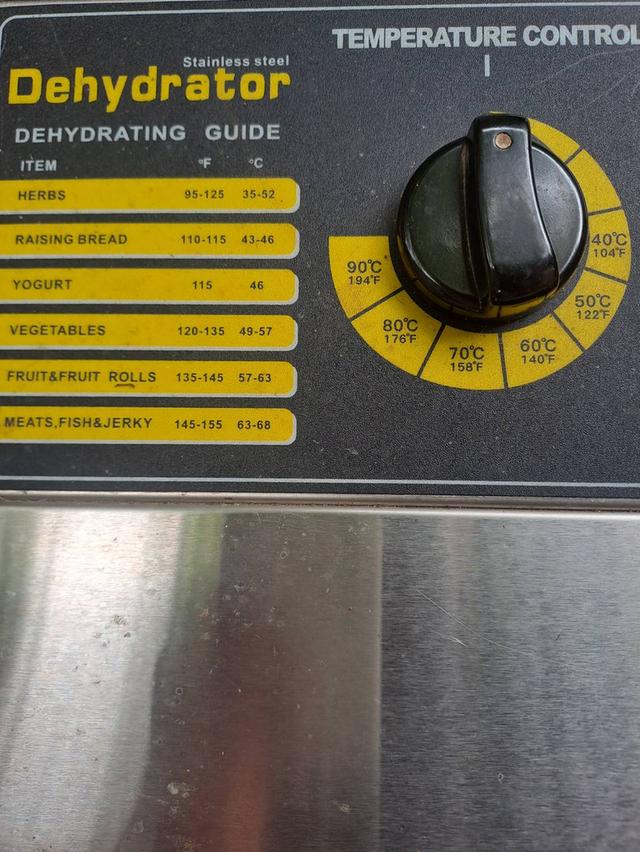 Stainless steel
Dehydrator
DEHYDRATING GUIDE
ITEM °F °C
HERBS 95-125 35-52
RAISING BREAD 110-115 43-46
YOGURT 115 46
VEGETABLES 120-135 49-57
FRUIT&FRUIT ROLLS 135-145 57-63
MEATS,FISH&JERKY 145-155 63-68
TEMPERATURE CONTROL
40℃
104°F
50℃
122°F
60℃
140°F
70℃
158°F
80℃
176°F
90℃
194°F